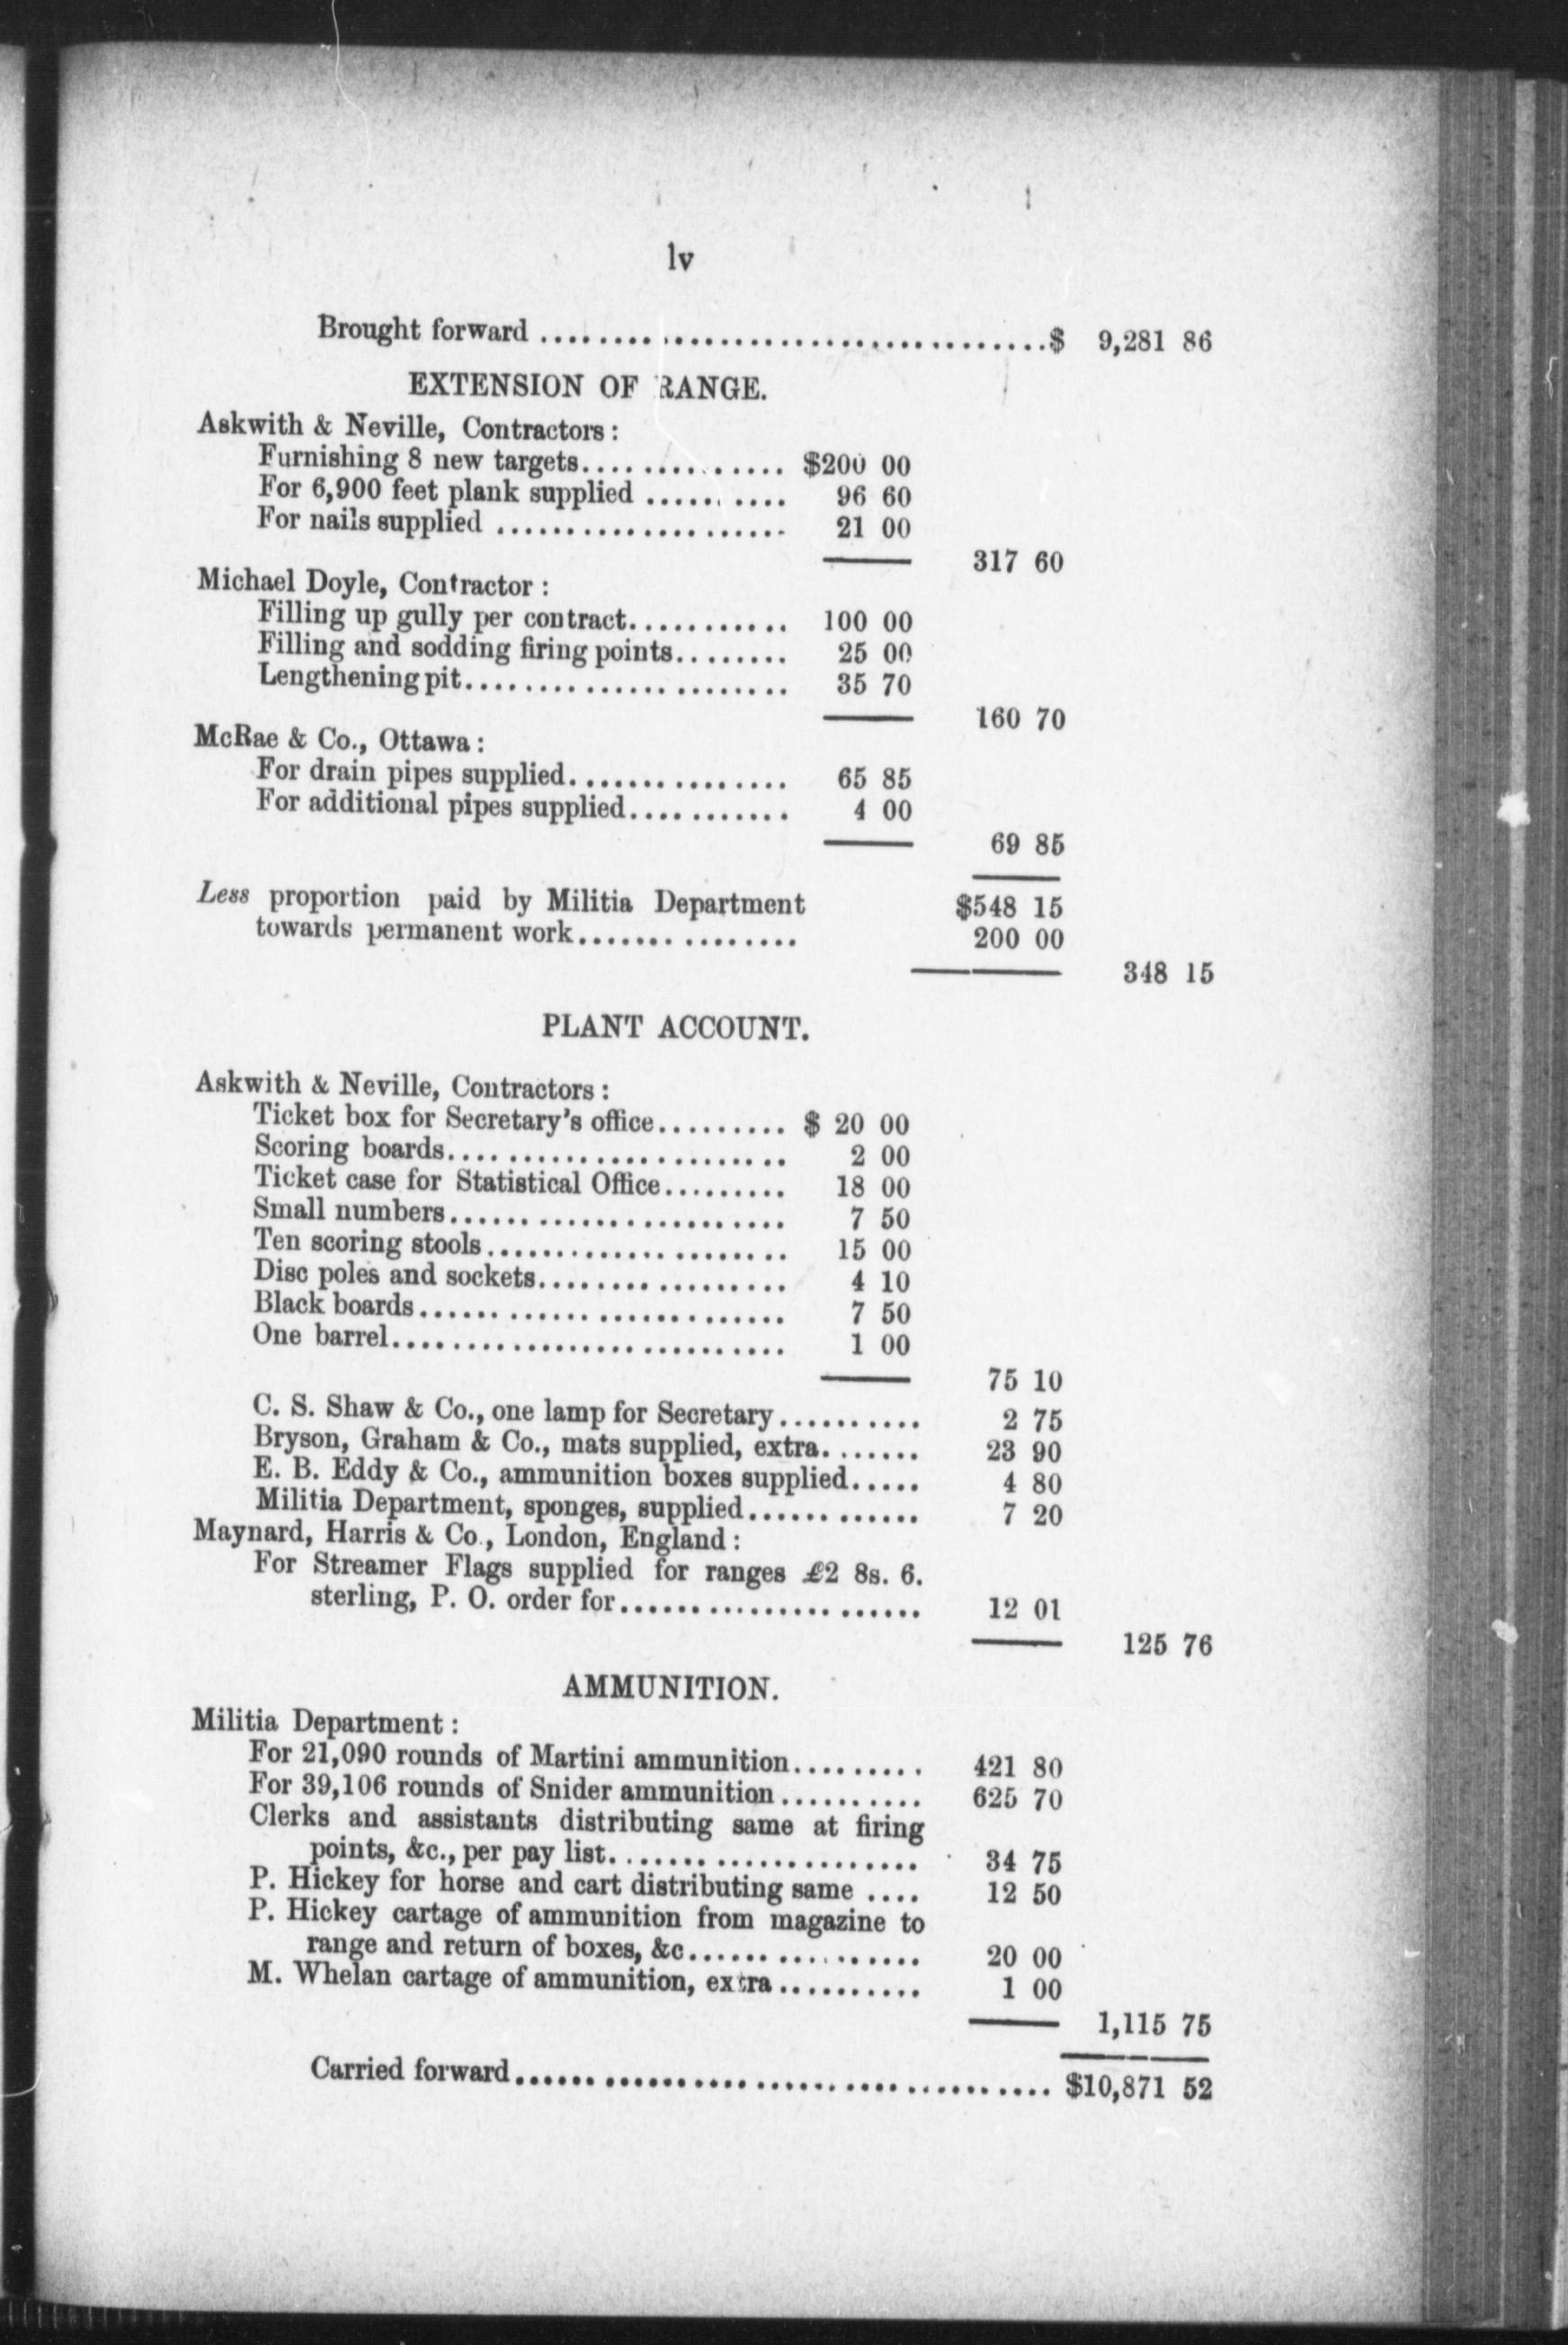 lv
Brought forward ....................................$ 9,281 86
EXTENSION OF RANGE.
Askwith & Neville, Contractors :
Furnishing 8 new targets.............. $200 00
For 6,900 feet plank supplied .......... 96 60
For nails supplied .................... 21 00
317 60
Michael Doyle, Contractor :
Filling up gully per contract........... 100 00
Filling and sodding firing points........ 25 00
Lengthening pit...................... 35 70
160 70
McRae & Co., Ottawa :
For drain pipes supplied............... 65 85
For additional pipes supplied........... 4 00
69 85
Less proportion paid by Militia Department $548 15
towards permanent work............... 200 00
348 15
PLANT ACCOUNT.
Askwith & Neville, Contractors :
Ticket box for Secretary's office......... $ 20 00
Scoring boards....................... 2 00
Ticket case for Statistical Office......... 18 00
Small numbers....................... 7 50
Ten scoring stools..................... 15 00
Disc poles and sockets................. 4 10
Black boards......................... 7 50
One barrel........................... 1 00
75 10
C. S. Shaw & Co., one lamp for Secretary.......... 2 75
Bryson, Graham & Co., mats supplied, extra....... 23 90
E. B. Eddy & Co., ammunition boxes supplied..... 4 80
Militia Department, sponges, supplied............ 7 20
Maynard, Harris & Co., London, England :
For Streamer Flags supplied for ranges £2 8s. 6.
sterling, P. O. order for.................... 12 01
125 76
AMMUNITION.
Militia Department :
For 21,090 rounds of Martini ammunition......... 421 80
For 39,106 rounds of Snider ammunition.......... 625 70
Clerks and assistants distributing same at firing
points, &c., per pay list..................... 34 75
P. Hickey for horse and cart distributing same .... 12 50
P. Hickey cartage of ammunition from magazine to
range and return of boxes, &c................ 20 00
M. Whelan cartage of ammunition, extra........... 1 00
1,115 75
Carried forward.................................... $10,871 52